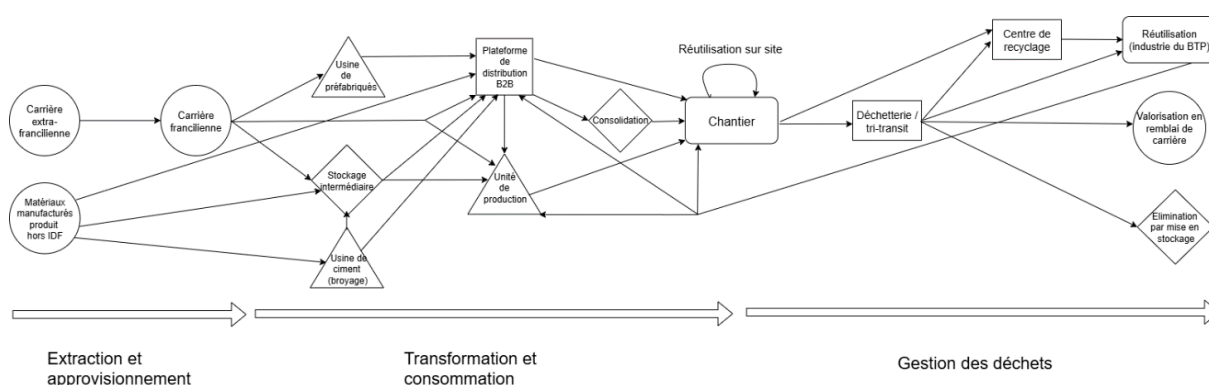 Carrière
extra-
francilienne
Matériaux
manufacturés
produit
hors IDF
Carrière
francilienne
Usine
de
préfabriqués
Stockage
intermédiaire
Usine de
ciment
(broyage)
Plateforme
de
distribution
B2B
Consolidation
Unité
de
production
Réutilisation sur site
Chantier
Déchetterie /
tri-transit
Centre de
recyclage
Réutilisation
(industrie du BTP)
Valorisation en
remblai de
carrière
Elimination
par mise en
stockage
Extraction et
approvisionnement
Transformation et
consommation
Gestion des déchets